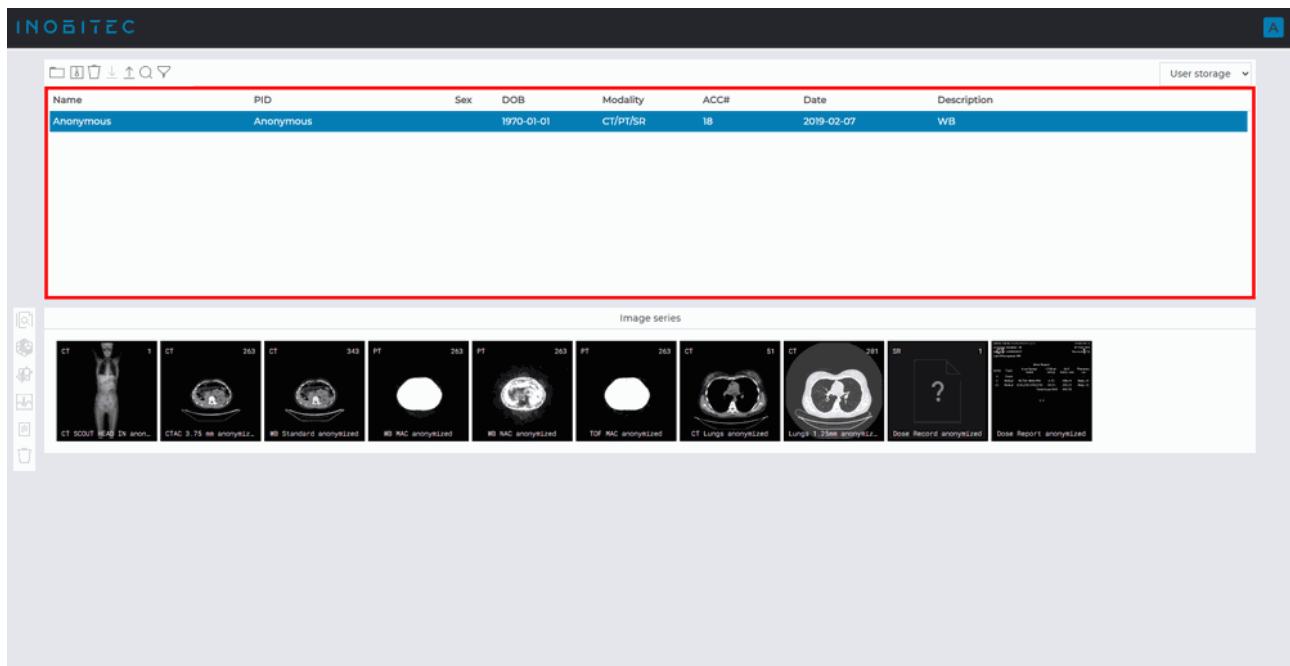 INOBITEC
A
User storage
Name PID Sex DOB Modality ACC# Date Description
Anonymous Anonymous 1970-01-01 CT/PT/SR 18 2019-02-07 WB
Image series
CT 1 CT 263 CT 343 PT 263 PT 263 PT 263 CT 51 CT 281 SR 1 CT
?
CT SCOUT HEAD IN anon… CTAC 3.75 mm anonymiz… WB Standard anonymized WB MAC anonymized WB NAC anonymized TOF MAC anonymized CT Lungs anonymized Lungs 1.25mm anonymiz… Dose Record anonymized Dose Report anonymized